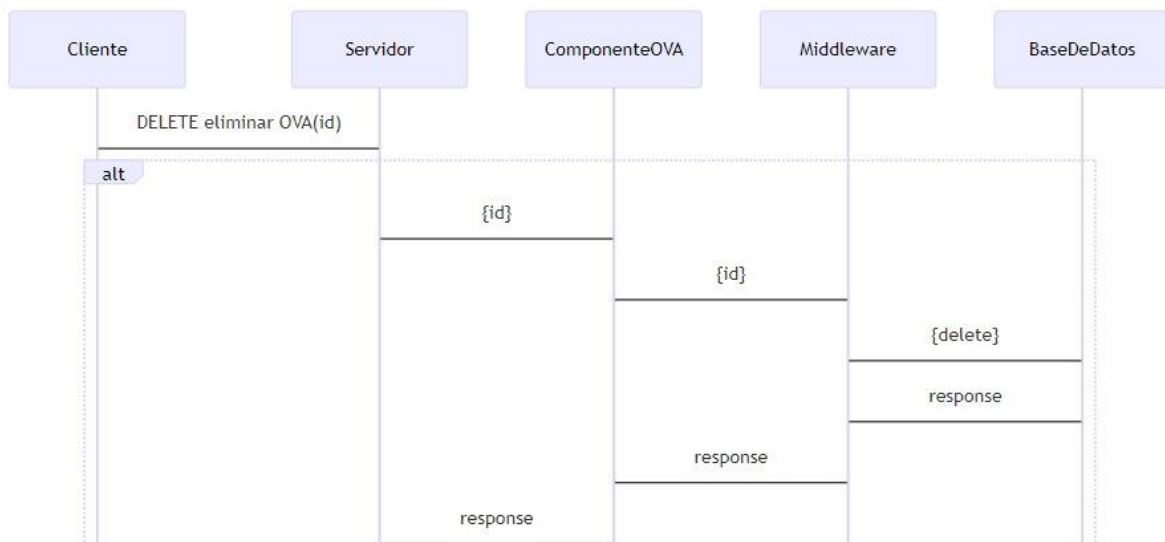 Cliente
Servidor
ComponenteOVA
Middleware
BaseDeDatos
DELETE eliminar OVA(id)
alt
{id}
{id}
{delete}
response
response
response